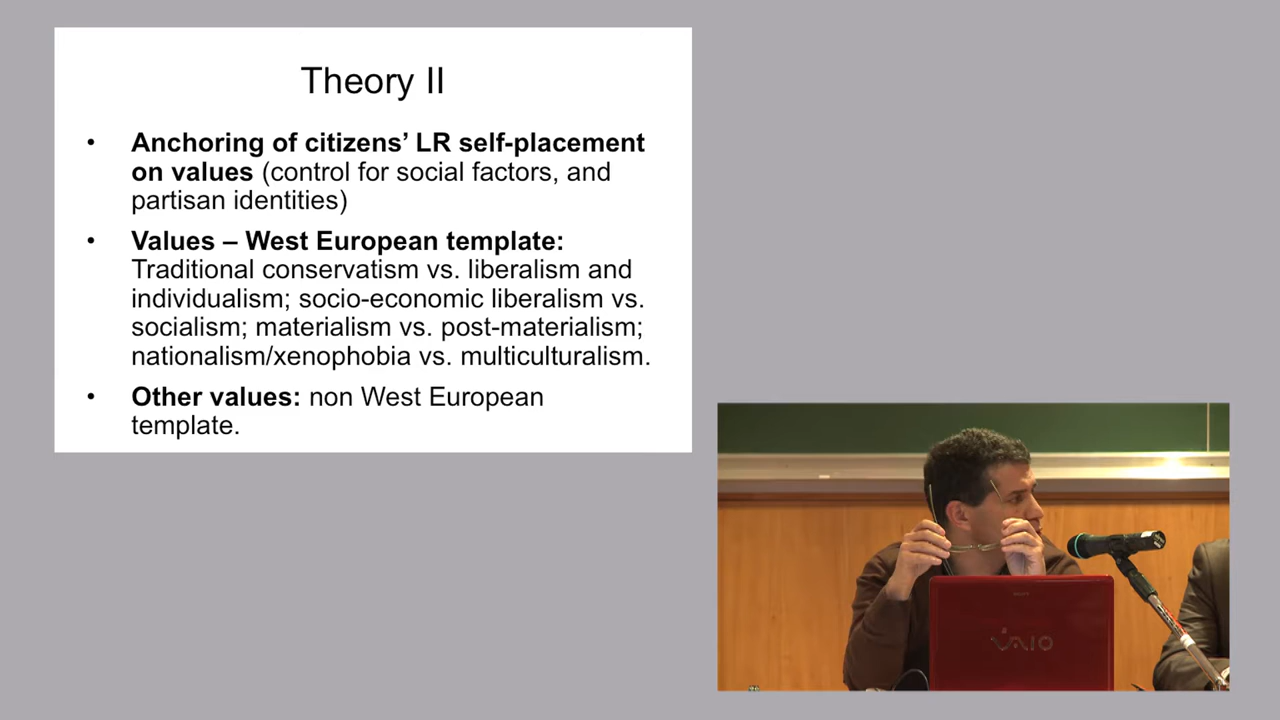 Theory II
• Anchoring of citizens’ LR self-placement
on values (control for social factors, and
partisan identities)
• Values – West European template:
Traditional conservatism vs. liberalism and
individualism; socio-economic liberalism vs.
socialism; materialism vs. post-materialism;
nationalism/xenophobia vs. multiculturalism.
• Other values: non West European
template.
VAIO